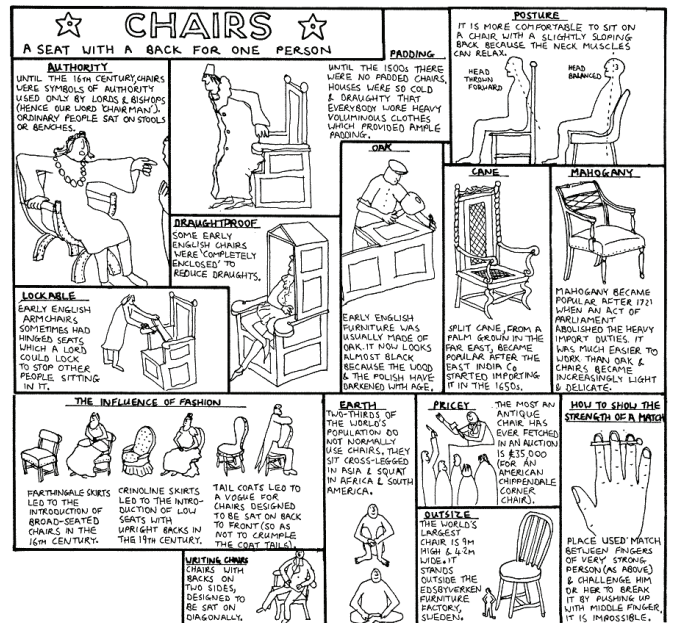 CHAIRS
A SEAT WITH A BACK FOR ONE PERSON
AUTHORITY
UNTIL THE 16TH CENTURY, CHAIRS
WERE SYMBOLS OF AUTHORITY
USED ONLY BY LORDS & BISHOPS
(HENCE OUR WORD 'CHAIRMAN').
ORDINARY PEOPLE SAT ON STOOLS
OR BENCHES.
PADDING
UNTIL THE 1500s THERE
WERE NO PADDED CHAIRS,
HOUSES WERE SO COLD
& DRAUGHTY THAT
EVERYBODY WORE HEAVY
VOLUMINOUS CLOTHES
WHICH PROVIDED AMPLE
PADDING.
POSTURE
IT IS MORE COMFORTABLE TO SIT ON
A CHAIR WITH A SLIGHTLY SLOPING
BACK BECAUSE THE NECK MUSCLES
CAN RELAX.
HEAD
THROWN
FORWARD
HEAD
BALANCED
DRAUGHTPROOF
SOME EARLY
ENGLISH CHAIRS
WERE 'COMPLETELY
ENCLOSED' TO
REDUCE DRAUGHTS.
LOCKABLE
EARLY ENGLISH
ARMCHAIRS
SOMETIMES HAD
HINGED SEATS
WHICH A LORD
COULD LOCK
TO STOP OTHER
PEOPLE SITTING
IN IT.
OAK
EARLY ENGLISH
FURNITURE WAS
USUALLY MADE OF
OAK. IT NOW LOOKS
ALMOST BLACK
BECAUSE THE WOOD
& THE POLISH HAVE
DARKENED WITH AGE.
CANE
SPLIT CANE, FROM A
PALM GROWN IN THE
FAR EAST, BECAME
POPULAR AFTER THE
EAST INDIA CO
STARTED IMPORTING
IT IN THE 1650s.
MAHOGANY
MAHOGANY BECAME
POPULAR AFTER 1721
WHEN AN ACT OF
PARLIAMENT
ABOLISHED THE HEAVY
IMPORT DUTIES. IT
WAS MUCH EASIER TO
WORK THAN OAK &
CHAIRS BECAME
INCREASINGLY LIGHT
& DELICATE.
THE INFLUENCE OF FASHION
FARTHINGALE SKIRTS
LED TO THE
INTRODUCTION OF
BROAD-SEATED
CHAIRS IN THE
16TH CENTURY.
CRINOLINE SKIRTS
LED TO THE INTRO-
DUCTION OF LOW
SEATS WITH
UPRIGHT BACKS IN
THE 19TH CENTURY.
TAIL COATS LED TO
A VOGUE FOR
CHAIRS DESIGNED
TO BE SAT ON BACK
TO FRONT (SO AS
NOT TO CRUMPLE
THE COAT TAILS).
WRITING CHAIRS
CHAIRS WITH
BACKS ON
TWO SIDES,
DESIGNED TO
BE SAT ON
DIAGONALLY.
EARTH
TWO-THIRDS OF
THE WORLD'S
POPULATION DO
NOT NORMALLY
USE CHAIRS. THEY
SIT CROSS-LEGGED
IN ASIA & SQUAT
IN AFRICA & SOUTH
AMERICA.
PRICEY
THE MOST AN
ANTIQUE
CHAIR HAS
EVER FETCHED
IN AN AUCTION
IS £35,000
(FOR AN
AMERICAN
CHIPPENDALE
CORNER
CHAIR).
OUTSIZE
THE WORLD'S
LARGEST
CHAIR IS 9M
HIGH & 4·2M
WIDE. IT
STANDS
OUTSIDE THE
EDSBYVERKEN
FURNITURE
FACTORY,
SWEDEN.
HOW TO SHOW THE
STRENGTH OF A MATCH
PLACE USED MATCH
BETWEEN FINGERS
OF VERY STRONG
PERSON (AS ABOVE)
& CHALLENGE HIM
OR HER TO BREAK
IT BY PUSHING UP
WITH MIDDLE FINGER.
IT IS IMPOSSIBLE.